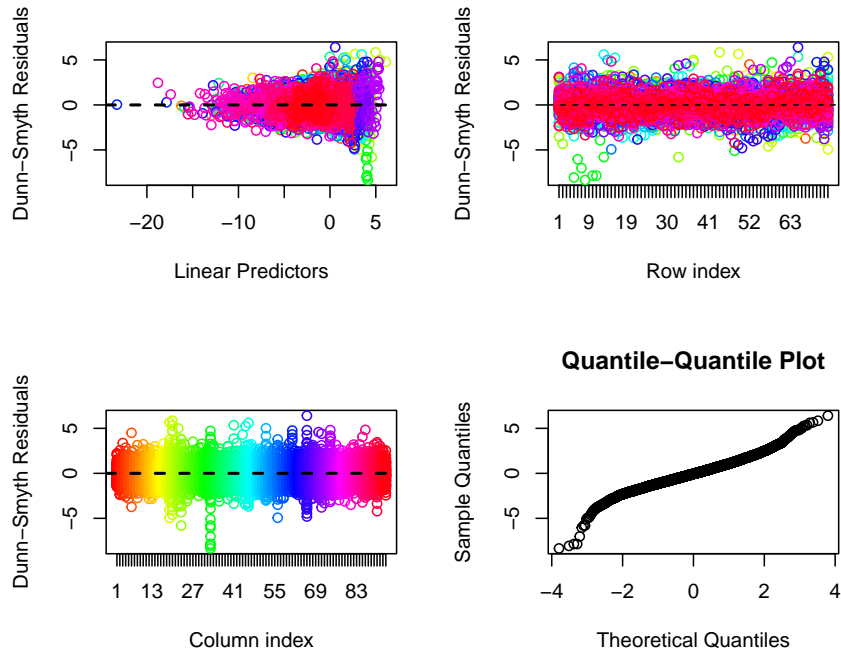 Dunn−Smyth Residuals
5
0
−5
−20 −10 0 5
Linear Predictors
Dunn−Smyth Residuals
5
0
−5
1 9 19 30 41 52 63
Row index
Dunn−Smyth Residuals
5
0
−5
1 13 27 41 55 69 83
Column index
Quantile−Quantile Plot
Sample Quantiles
5
0
−5
−4 −2 0 2 4
Theoretical Quantiles